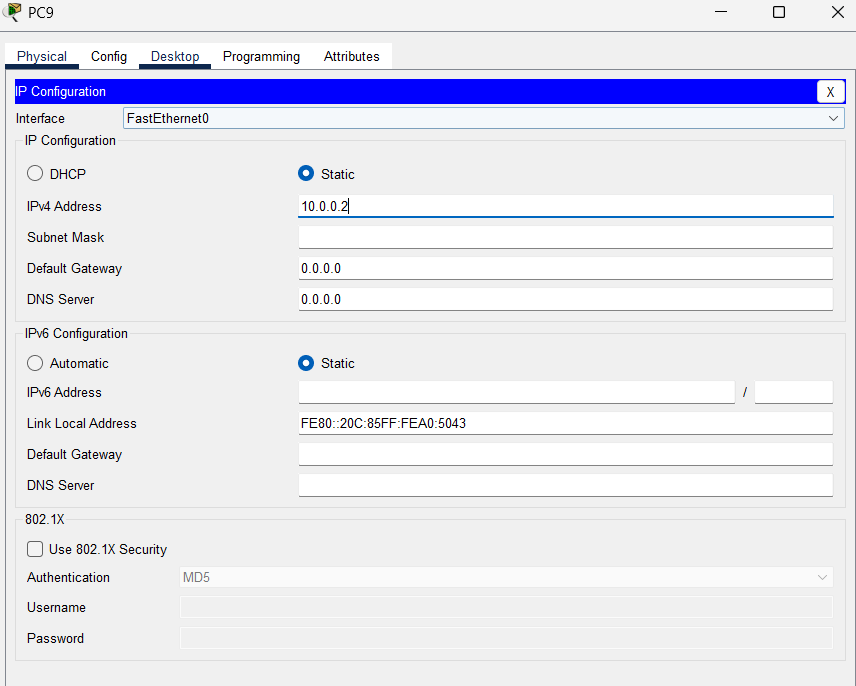 PC9
Physical Config Desktop Programming Attributes
IP Configuration X
Interface FastEthernet0
IP Configuration
DHCP Static
IPv4 Address 10.0.0.2
Subnet Mask
Default Gateway 0.0.0.0
DNS Server 0.0.0.0
IPv6 Configuration
Automatic Static
IPv6 Address /
Link Local Address FE80::20C:85FF:FEA0:5043
Default Gateway
DNS Server
802.1X
Use 802.1X Security
Authentication MD5
Username
Password